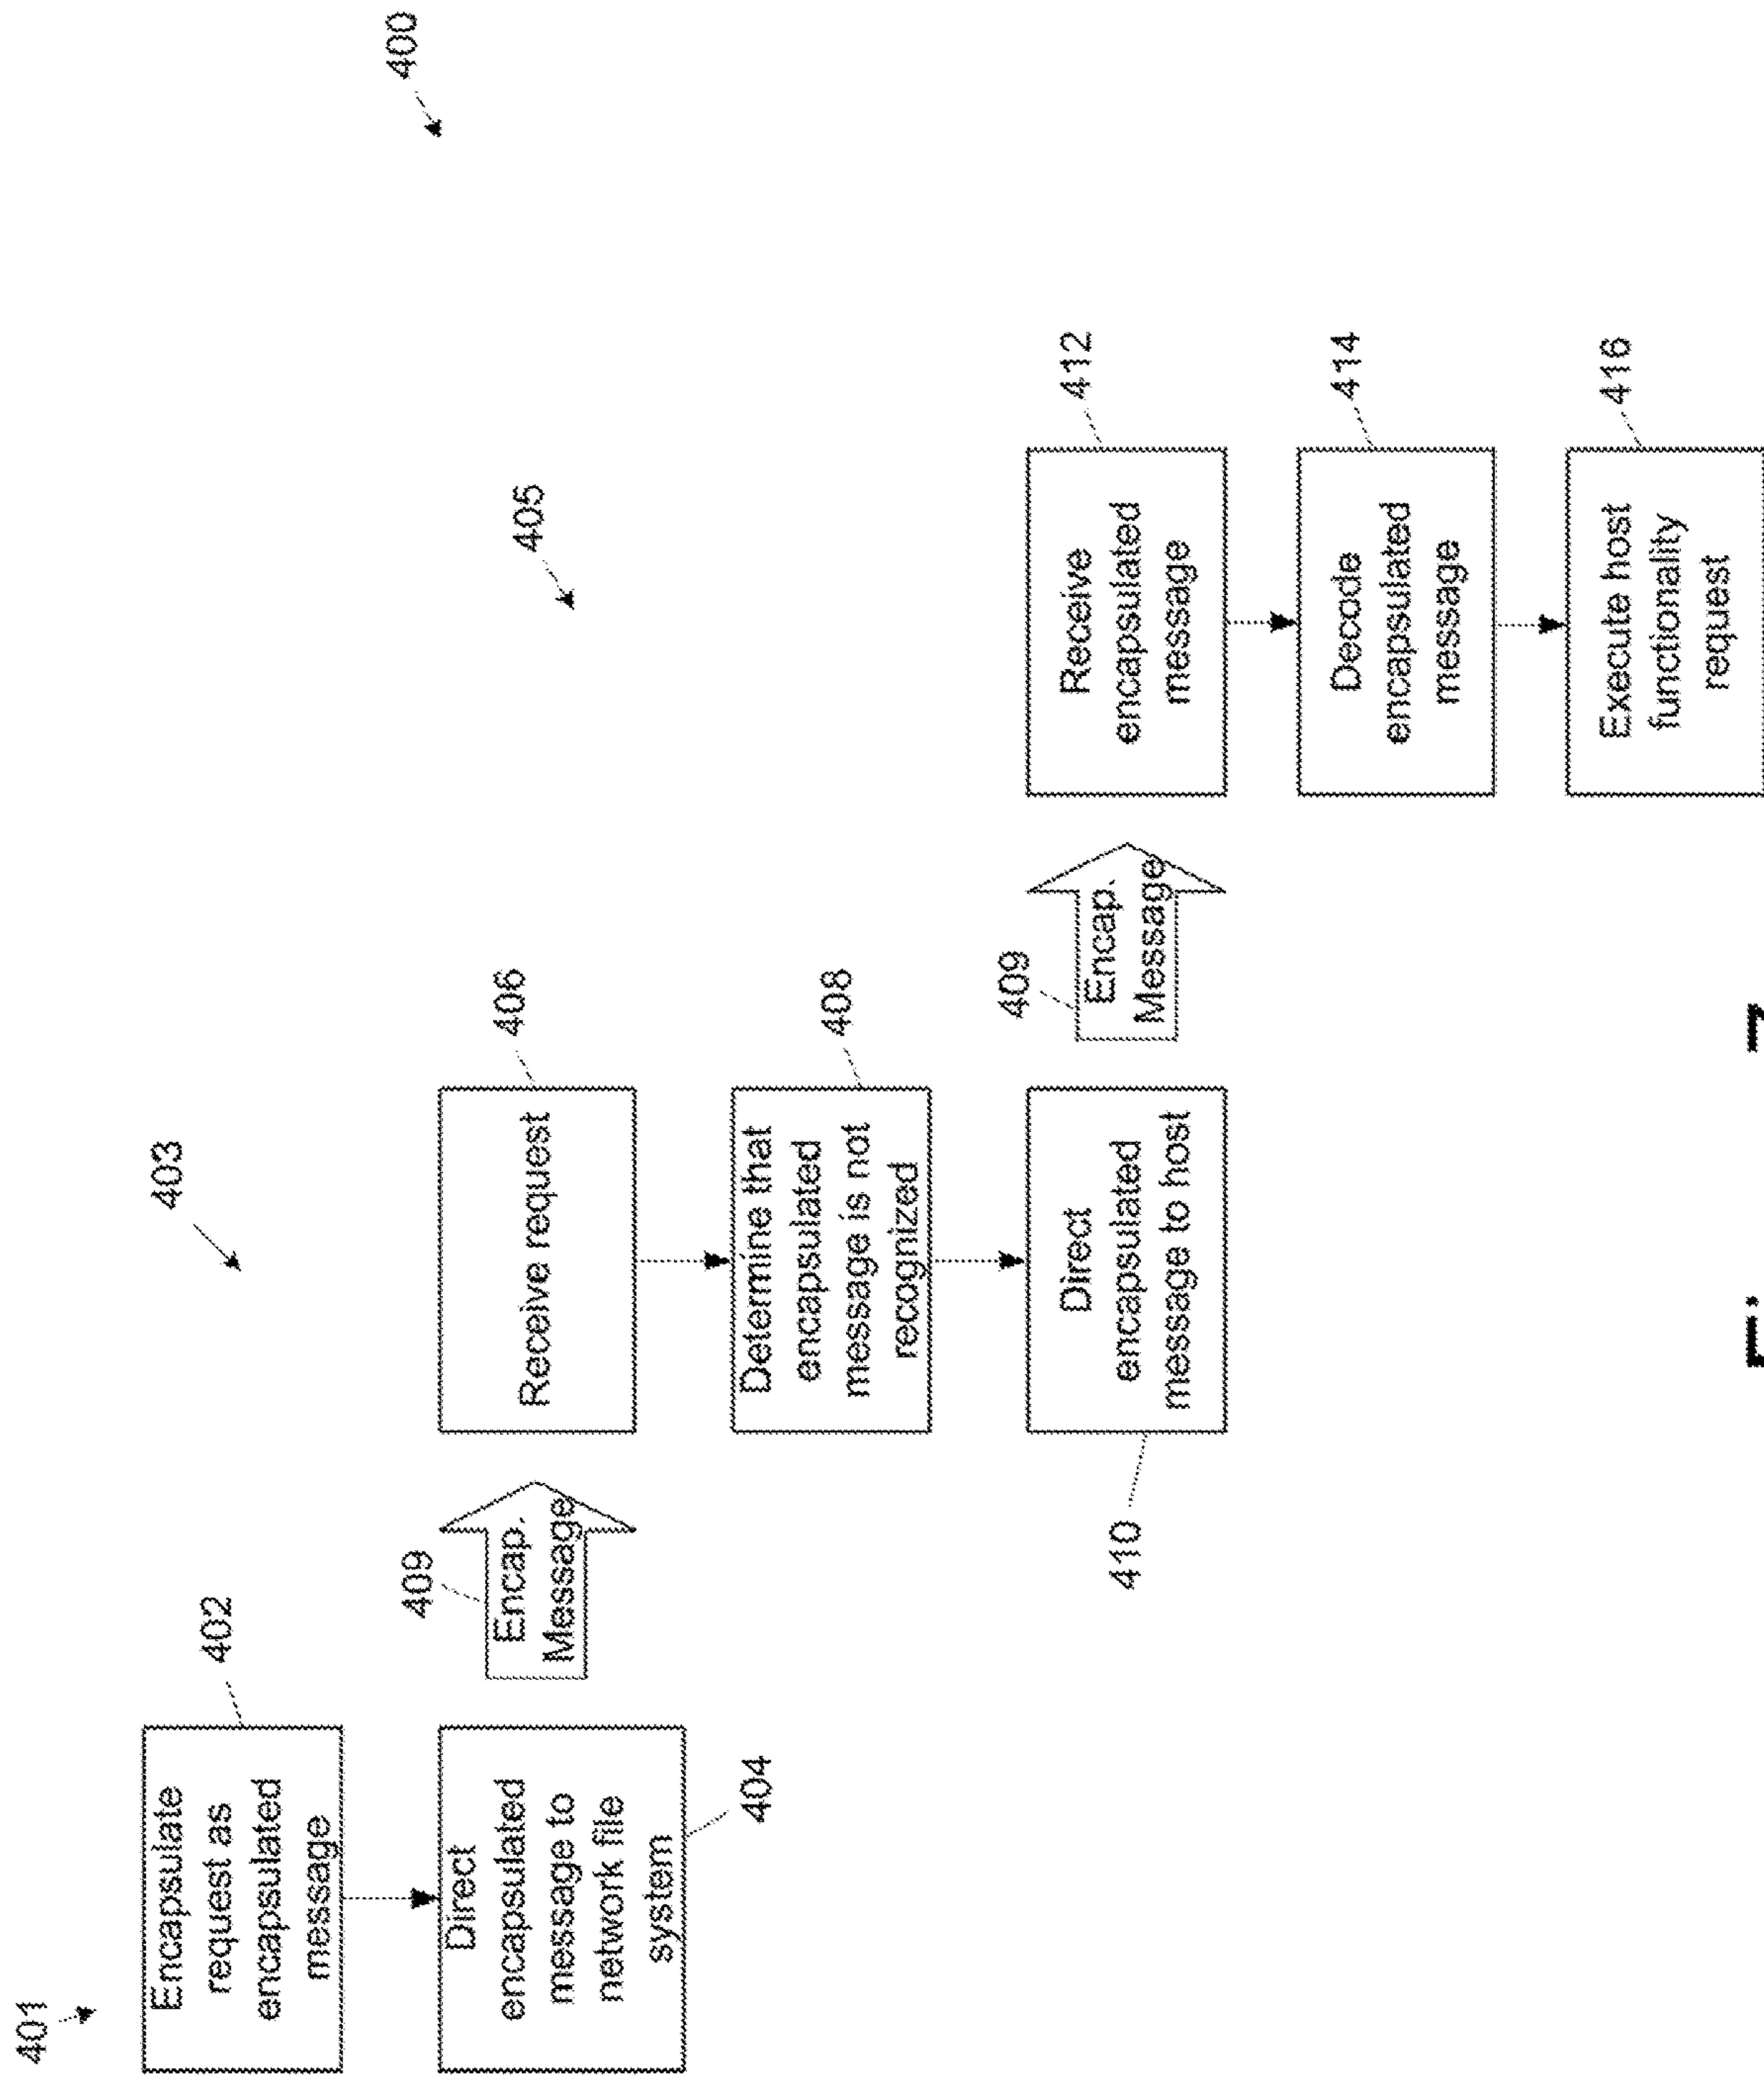 400
401
403
405
Encapsulate
request as
encapsulated
message
402
Direct
encapsulated
message to
network file
system
404
409
Encap.
Message
Receive request
406
Determine that
encapsulated
message is not
recognized
408
Direct
encapsulated
message to host
410
409
Encap.
Message
Receive
encapsulated
message
412
Decode
encapsulated
message
414
Execute host
functionality
request
416